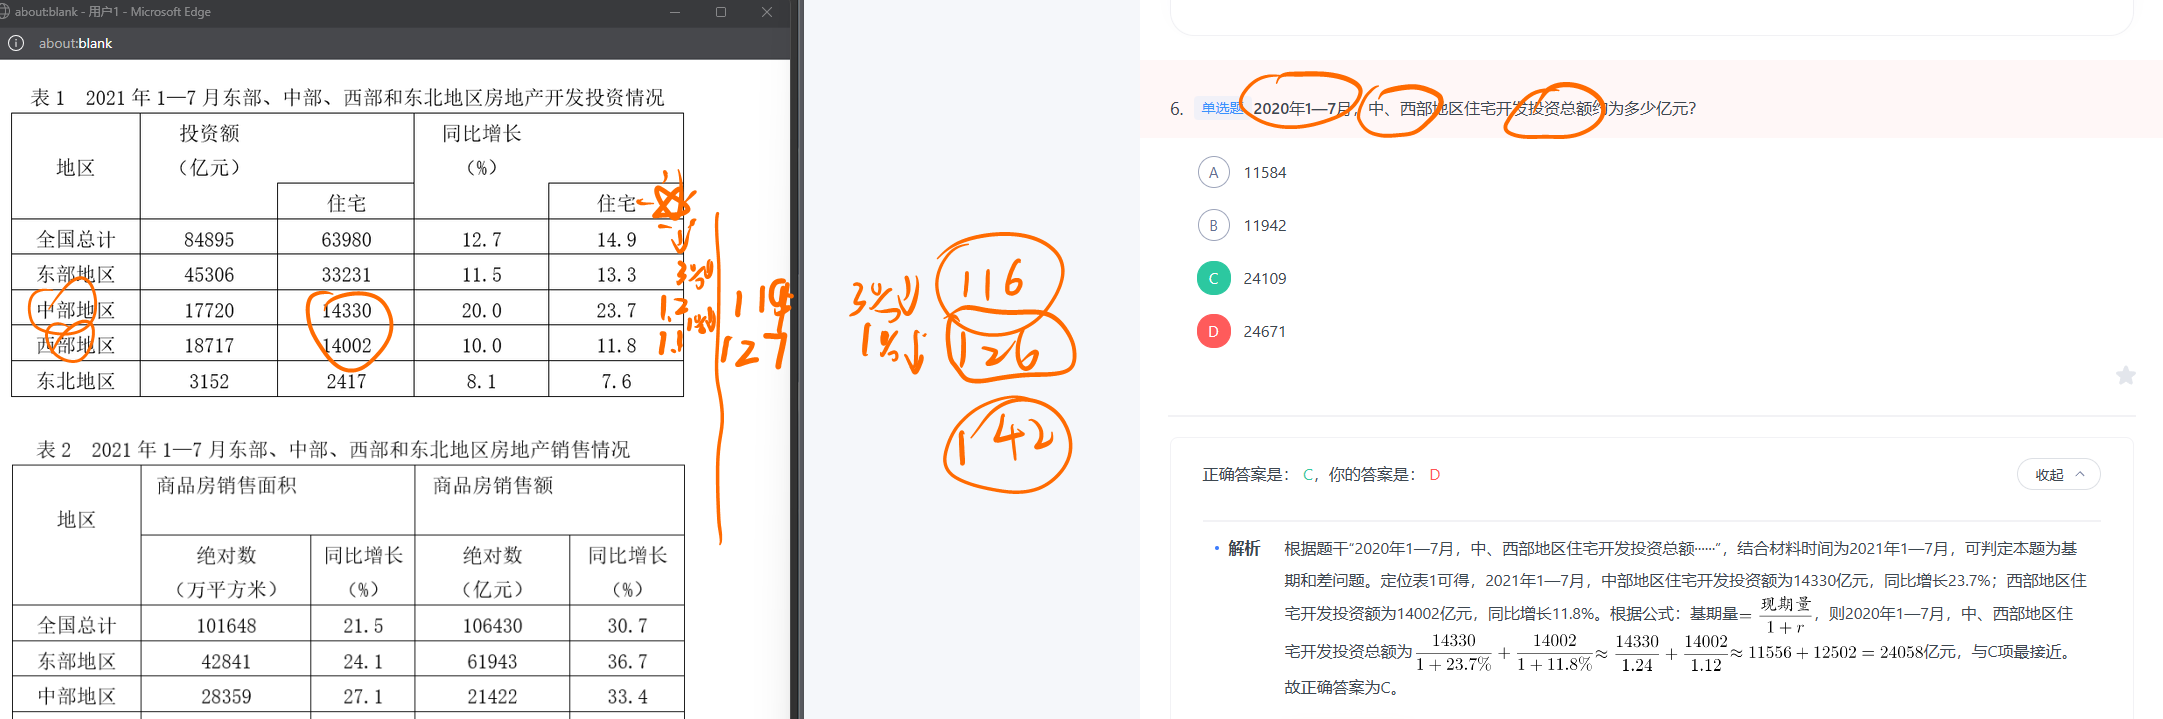 about:blank - 用户1 - Microsoft Edge
about:blank
表 1 2021 年 1—7 月东部、中部、西部和东北地区房地产开发投资情况
地区 投资额（亿元） 住宅 同比增长（%） 住宅
全国总计 84895 63980 12.7 14.9
东部地区 45306 33231 11.5 13.3
中部地区 17720 14330 20.0 23.7
西部地区 18717 14002 10.0 11.8
东北地区 3152 2417 8.1 7.6
3%
1.2
1.1
119
127
表 2 2021 年 1—7 月东部、中部、西部和东北地区房地产销售情况
地区 商品房销售面积 商品房销售额
绝对数（万平方米） 同比增长（%） 绝对数（亿元） 同比增长（%）
全国总计 101648 21.5 106430 30.7
东部地区 42841 24.1 61943 36.7
中部地区 28359 27.1 21422 33.4
3%↓ 116
1%↓ 126
142
6. 单选题 2020年1—7月，中、西部地区住宅开发投资总额约为多少亿元？
A 11584
B 11942
C 24109
D 24671
正确答案是： C，你的答案是： D
收起
• 解析 根据题干“2020年1—7月，中、西部地区住宅开发投资总额……”，结合材料时间为2021年1—7月，可判定本题为基
期和差问题。定位表1可得，2021年1—7月，中部地区住宅开发投资额为14330亿元，同比增长23.7%；西部地区住
宅开发投资额为14002亿元，同比增长11.8%。根据公式：基期量=现期量/1+r，则2020年1—7月，中、西部地区住
宅开发投资总额为14330/1+23.7%+14002/1+11.8%≈14330/1.24+14002/1.12≈11556+12502=24058亿元，与C项最接近。
故正确答案为C。